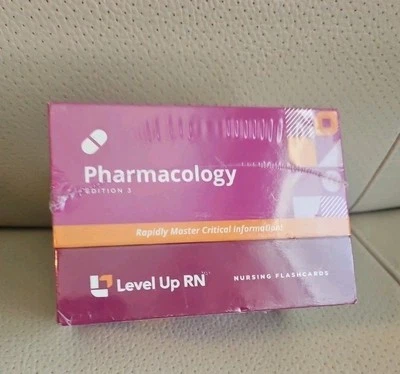 Pharmacology
EDITION 3
Rapidly Master Critical Information!
Level Up RN
NURSING FLASHCARDS